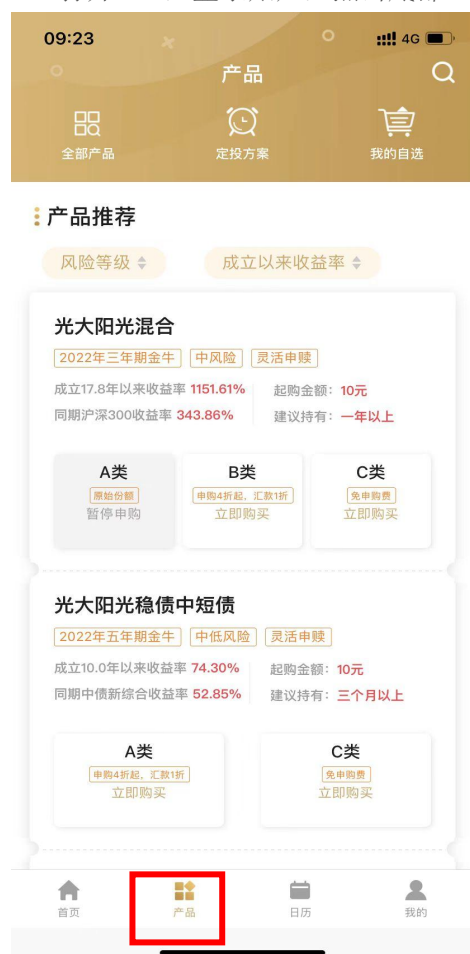 09:23 4G
产品
全部产品 定投方案 我的自选
产品推荐
风险等级 成立以来收益率
光大阳光混合
2022年三年期金牛 中风险 灵活申赎
成立17.8年以来收益率 1151.61% 起购金额：10元
同期沪深300收益率 343.86% 建议持有：一年以上
A类 B类 C类
原始份额 申购4折起，汇款1折 免申购费
暂停申购 立即购买 立即购买
光大阳光稳债中短债
2022年五年期金牛 中低风险 灵活申赎
成立10.0年以来收益率 74.30% 起购金额：10元
同期中债新综合收益率 52.85% 建议持有：三个月以上
A类 C类
申购4折起，汇款1折 免申购费
立即购买 立即购买
首页 产品 日历 我的